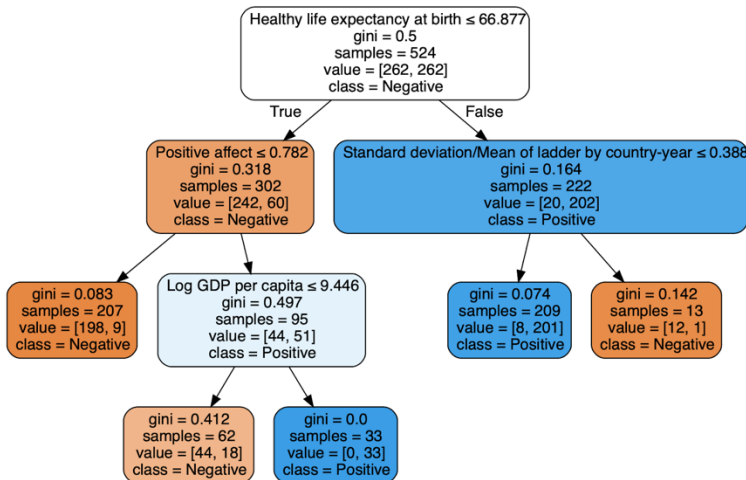 Healthy life expectancy at birth ≤ 66.877
gini = 0.5
samples = 524
value = [262, 262]
class = Negative
True
False
Positive affect ≤ 0.782
gini = 0.318
samples = 302
value = [242, 60]
class = Negative
Standard deviation/Mean of ladder by country-year ≤ 0.388
gini = 0.164
samples = 222
value = [20, 202]
class = Positive
gini = 0.083
samples = 207
value = [198, 9]
class = Negative
Log GDP per capita ≤ 9.446
gini = 0.497
samples = 95
value = [44, 51]
class = Positive
gini = 0.074
samples = 209
value = [8, 201]
class = Positive
gini = 0.142
samples = 13
value = [12, 1]
class = Negative
gini = 0.412
samples = 62
value = [44, 18]
class = Negative
gini = 0.0
samples = 33
value = [0, 33]
class = Positive